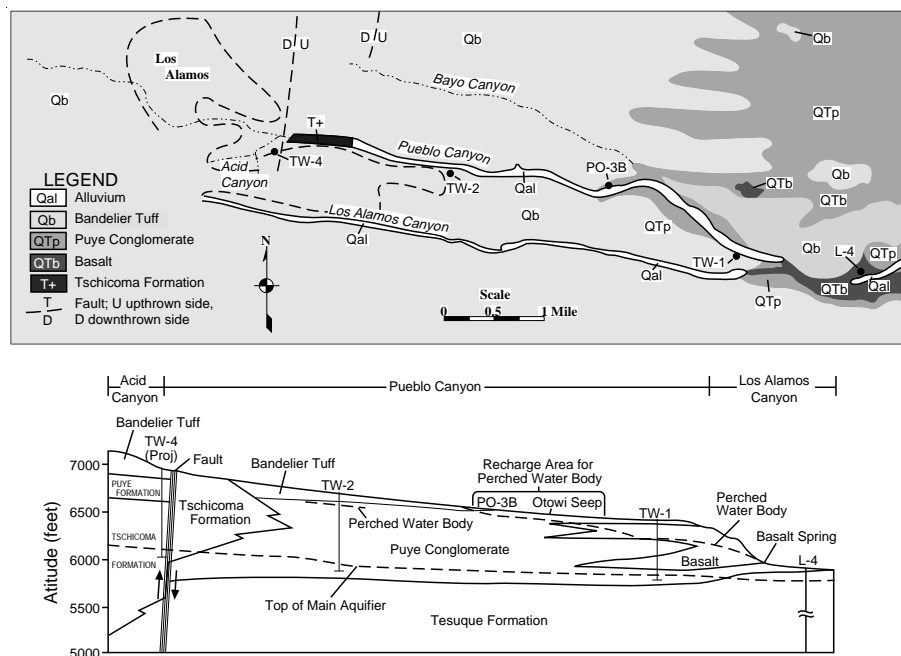 D U
D U
Qb
Qb
Los
Alamos
Bayo Canyon
Qb
QTp
T+
Pueblo Canyon
PO-3B
TW-4
Acid
Canyon
TW-2
Qal
Qb
QTb
QTb
LEGEND
Qal Alluvium
Qb Bandelier Tuff
QTp Puye Conglomerate
QTb Basalt
T+ Tschicoma Formation
T Fault; U upthrown side,
D D downthrown side
Los Alamos Canyon
Qal
Qb
QTp
Qb
L-4
QTp
TW-1
Qal
QTp
QTb
Qal
N
Scale
0 0.5 1 Mile
Acid
Canyon
Pueblo Canyon
Los Alamos
Canyon
Bandelier Tuff
TW-4
(Proj)
Fault
Bandelier Tuff
TW-2
Recharge Area for
Perched Water Body
PO-3B Otowi Seep
TW-1
Perched
Water Body
Basalt Spring
L-4
7000
6500
6000
5500
5000
Atitude (feet)
PUYE
FORMATION
TSCHICOMA
FORMATION
Tschicoma
Formation
Perched Water Body
Puye Conglomerate
Basalt
Top of Main Aquifier
Tesuque Formation